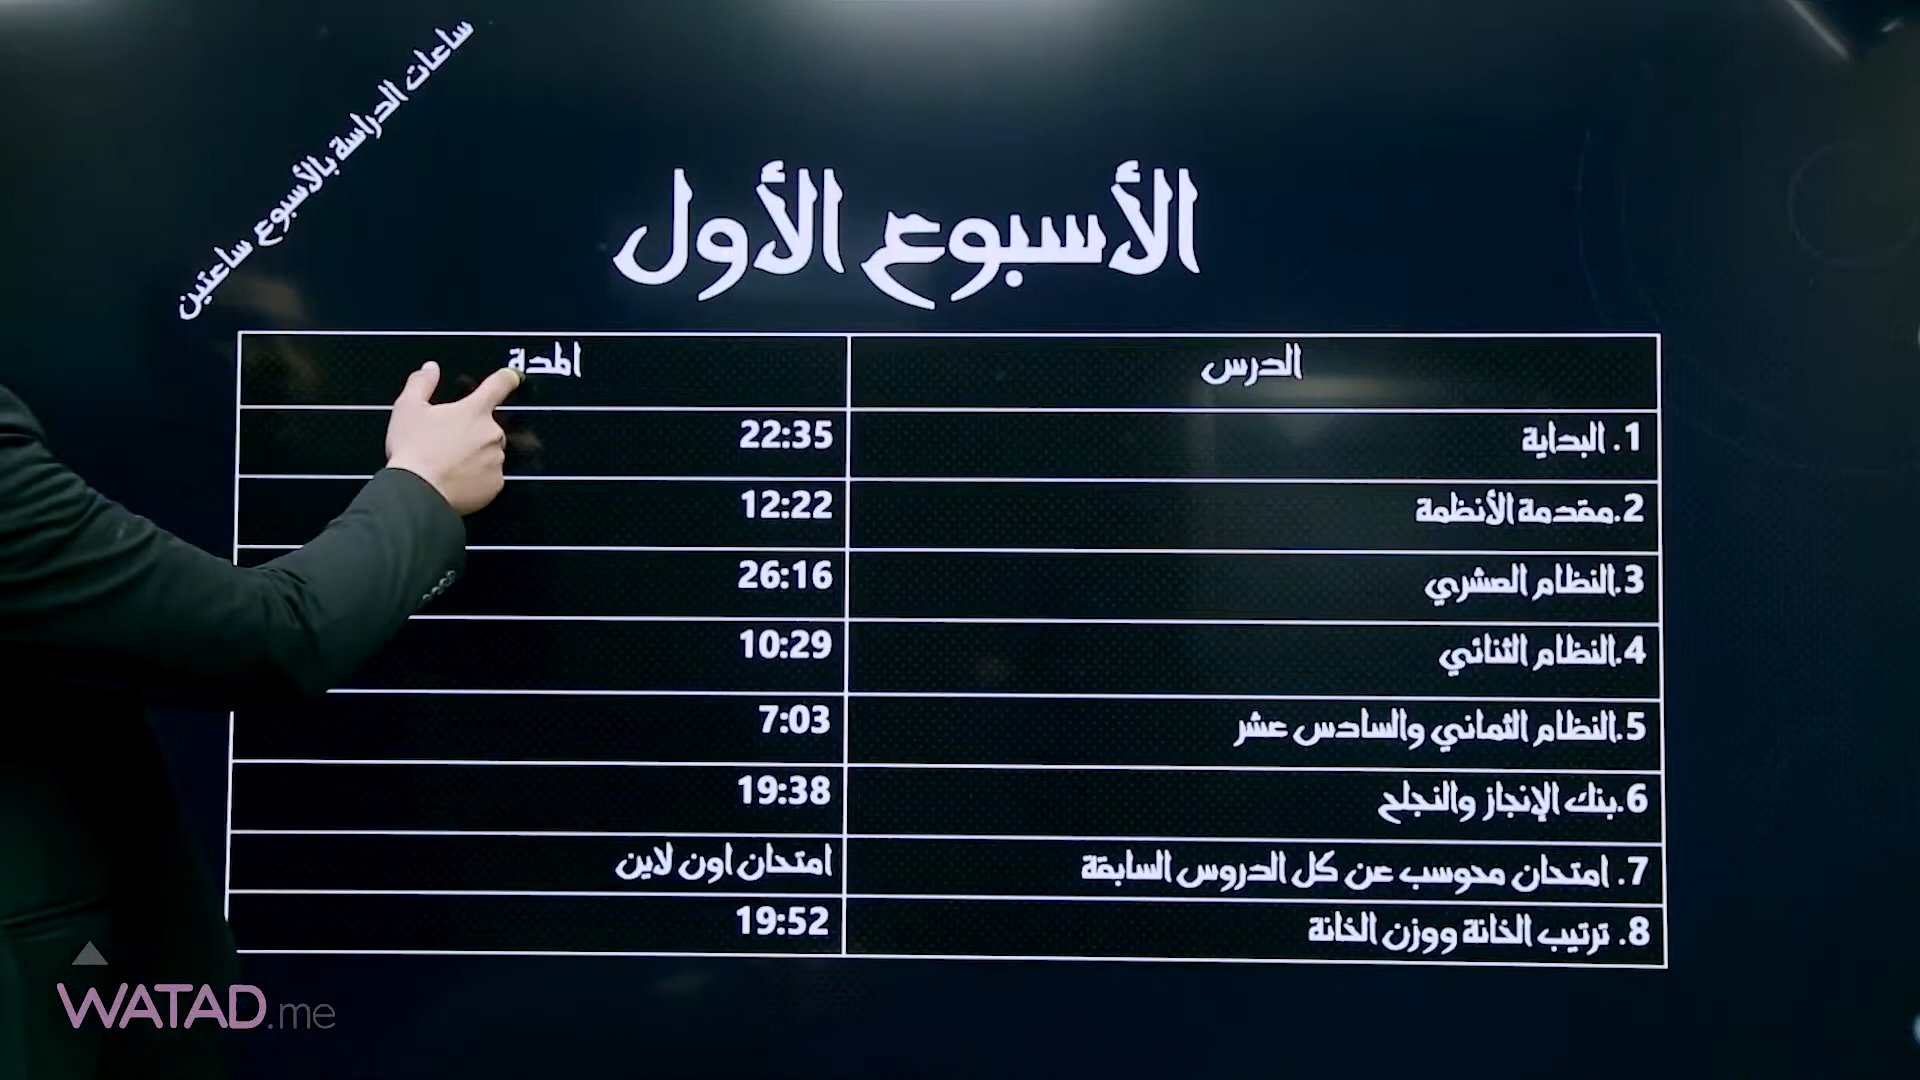 ساعات الدراسة بالأسبوع ساعتين
الأسبوع الأول
الدرس المدة
1. البداية 22:35
2.مقدمة الأنظمة 12:22
3.النظام العشري 26:16
4.النظام الثنائي 10:29
5.النظام الثماني والسادس عشر 7:03
6.بنك الإنجاز والنجاح 19:38
7. امتحان محوسب عن كل الدروس السابقة امتحان اون لاين
8. ترتيب الخانة ووزن الخانة 19:52
WATAD.me